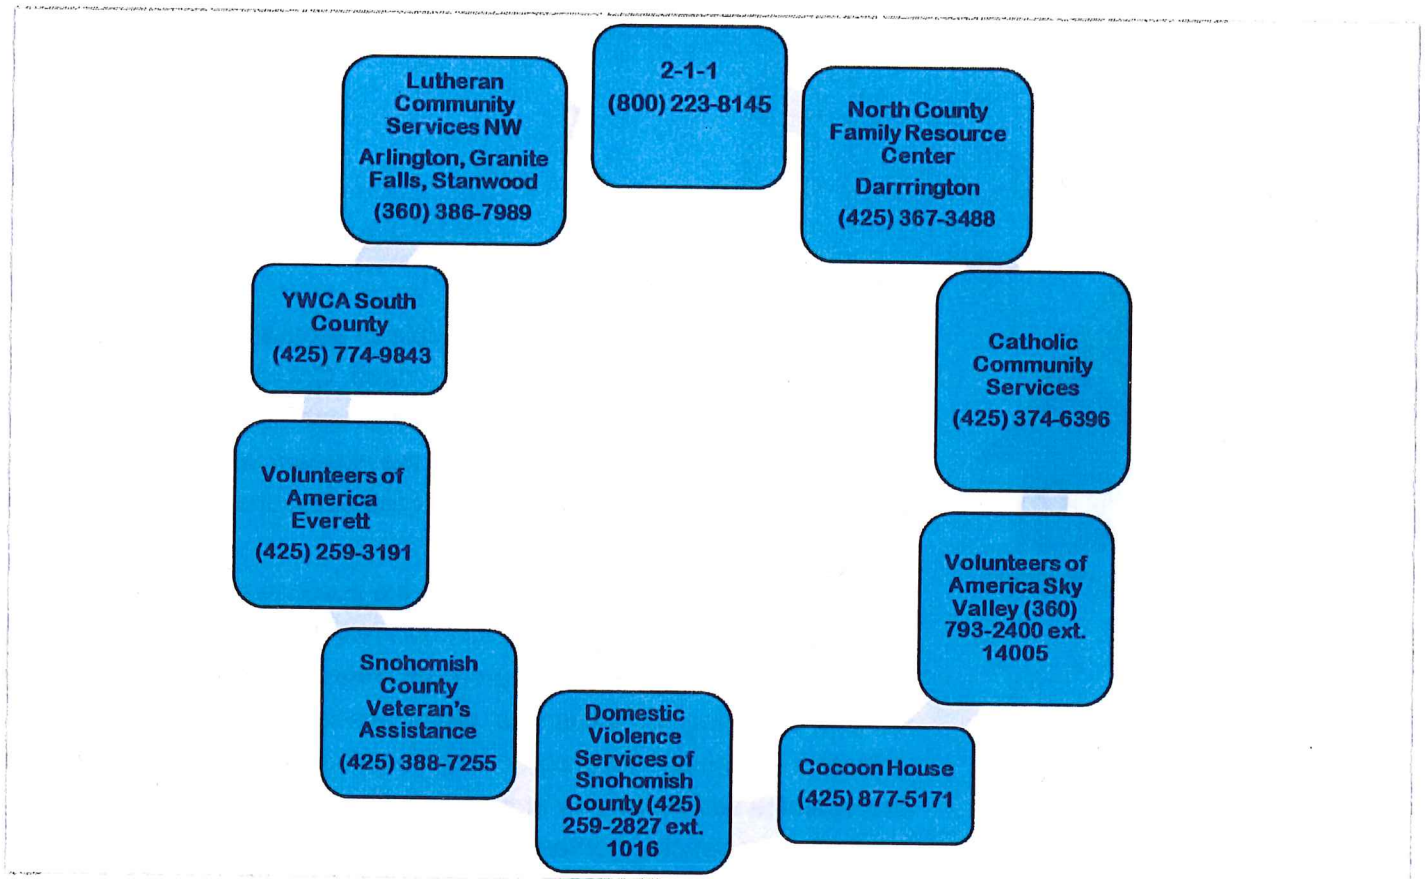 2-1-1
(800) 223-8145
North County
Family Resource
Center
Darrrington
(425) 367-3488
Catholic
Community
Services
(425) 374-6396
Volunteers of
America Sky
Valley (360)
793-2400 ext.
14005
Cocoon House
(425) 877-5171
Domestic
Violence
Services of
Snohomish
County (425)
259-2827 ext.
1016
Snohomish
County
Veteran's
Assistance
(425) 388-7255
Volunteers of
America
Everett
(425) 259-3191
YWCA South
County
(425) 774-9843
Lutheran
Community
Services NW
Arlington, Granite
Falls, Stanwood
(360) 386-7989